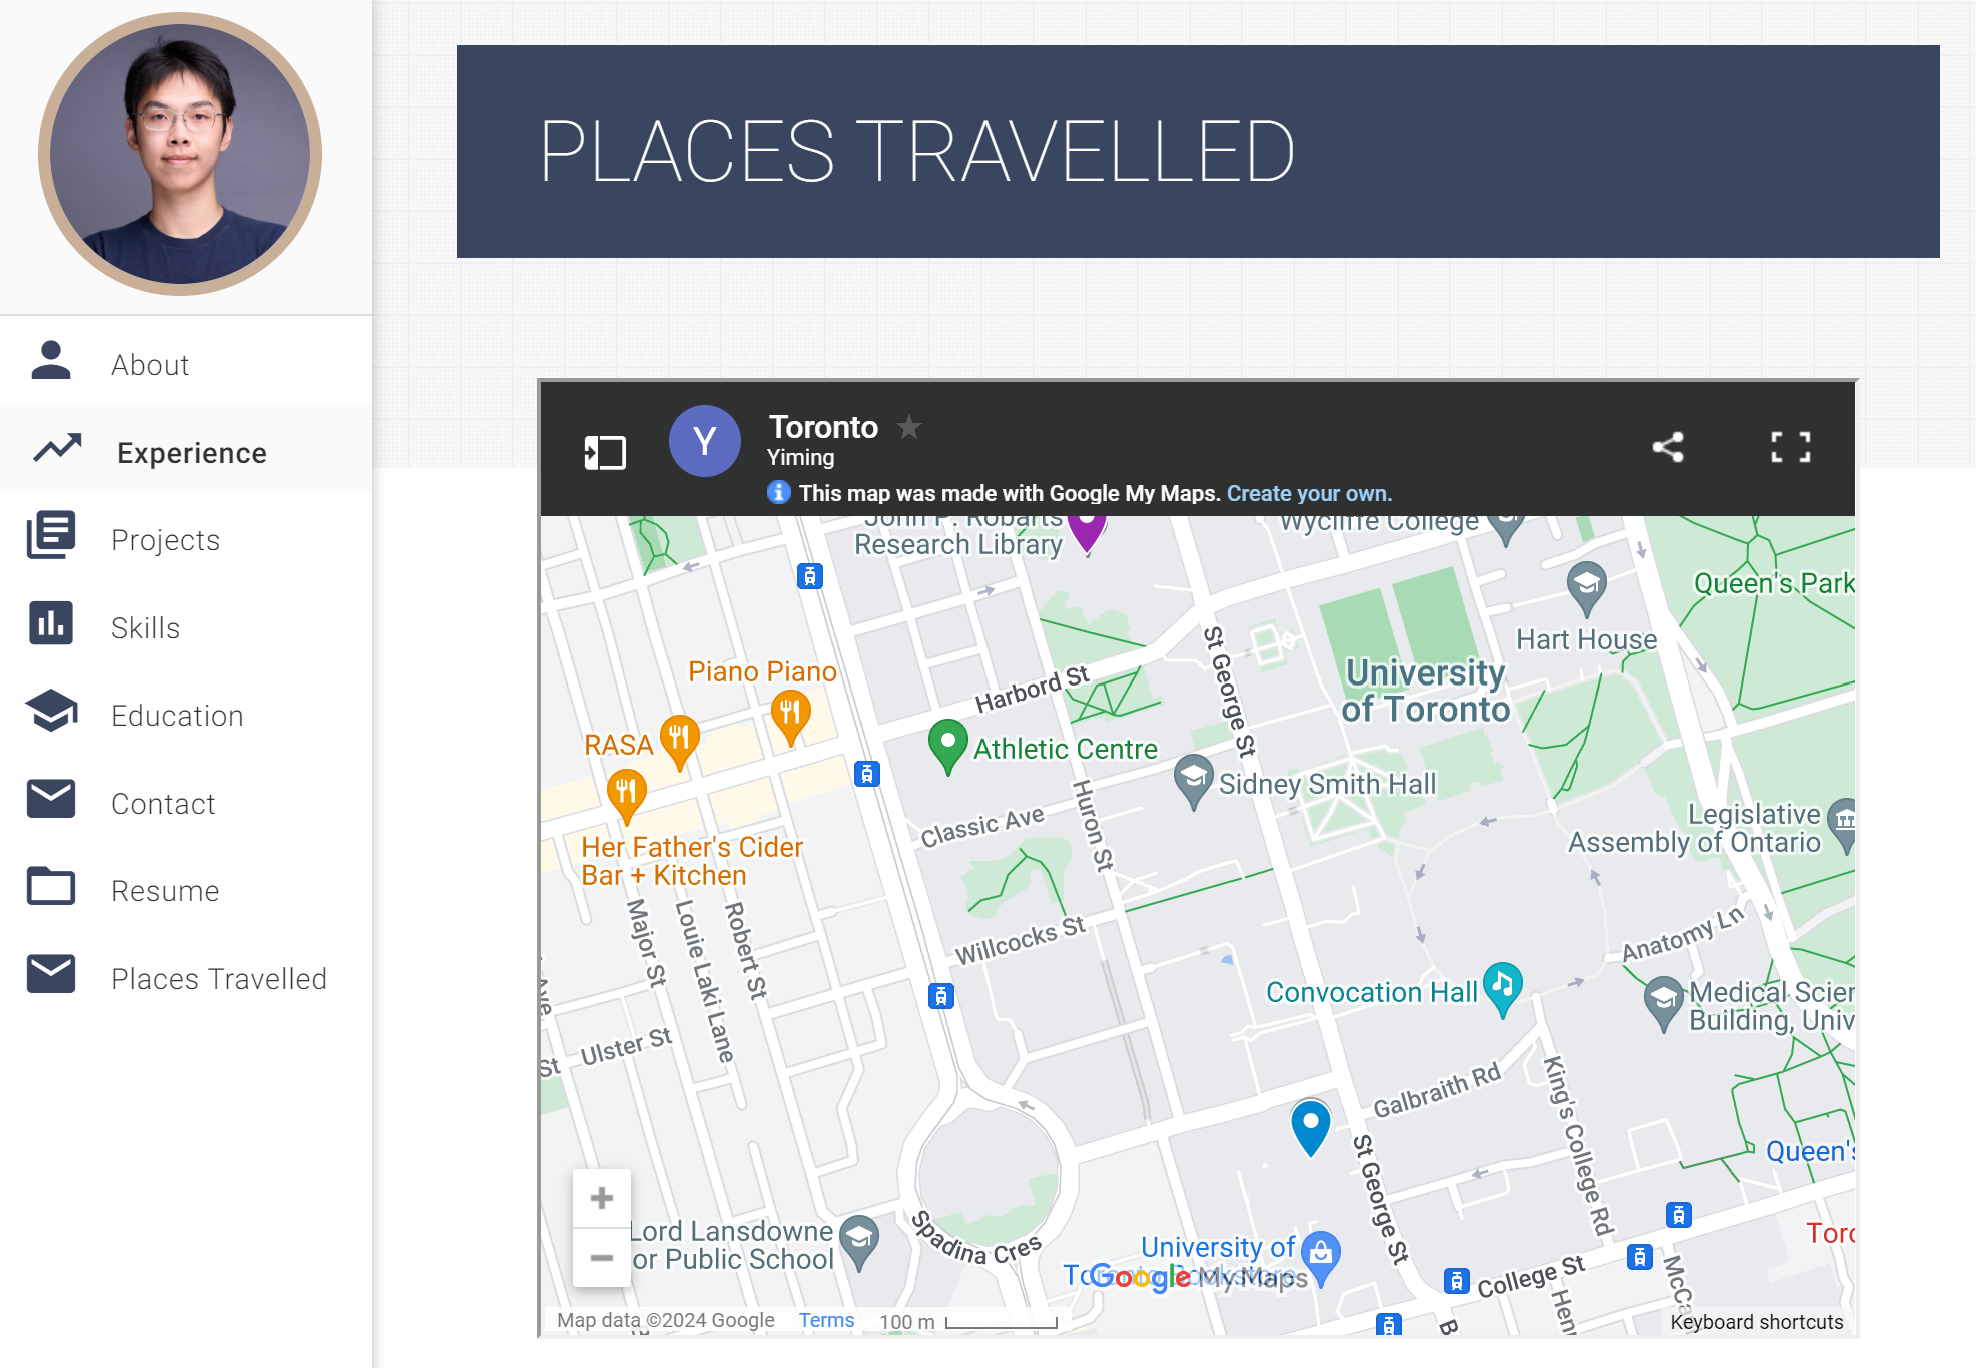 About
Experience
Projects
Skills
Education
Contact
Resume
Places Travelled
PLACES TRAVELLED
Y
Toronto
Yiming
This map was made with Google My Maps. Create your own.
John P. Robarts
Research Library
Wycliffe College
Queen's Park
Hart House
University
of Toronto
Piano Piano
RASA
Her Father's Cider
Bar + Kitchen
Harbord St
St George St
Athletic Centre
Sidney Smith Hall
Classic Ave
Huron St
Legislative
Assembly of Ontario
Major St
Louie Laki Lane
Robert St
Willcocks St
Anatomy Ln
Ave
Convocation Hall
Medical Scien
Building, Univ
St
Ulster St
Galbraith Rd
King's College Rd
St George St
Queen's
Lord Lansdowne
or Public School
Spadina Cres
University of
Toronto Bookstore
Google My Maps
College St
Toro
McCa
Henr
B
Map data ©2024 Google
Terms
100 m
Keyboard shortcuts